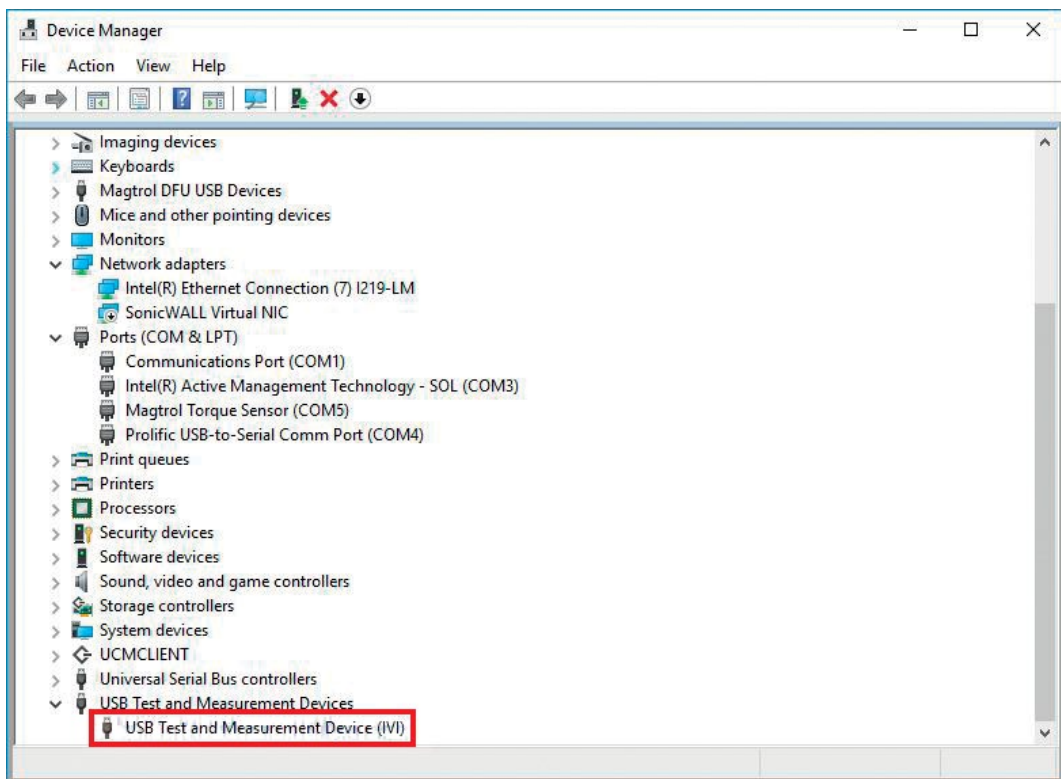 Device Manager
File Action View Help
Imaging devices
Keyboards
Magtrol DFU USB Devices
Mice and other pointing devices
Monitors
Network adapters
Intel(R) Ethernet Connection (7) I219-LM
SonicWALL Virtual NIC
Ports (COM & LPT)
Communications Port (COM1)
Intel(R) Active Management Technology - SOL (COM3)
Magtrol Torque Sensor (COM5)
Prolific USB-to-Serial Comm Port (COM4)
Print queues
Printers
Processors
Security devices
Software devices
Sound, video and game controllers
Storage controllers
System devices
UCMCLIENT
Universal Serial Bus controllers
USB Test and Measurement Devices
USB Test and Measurement Device (IVI)